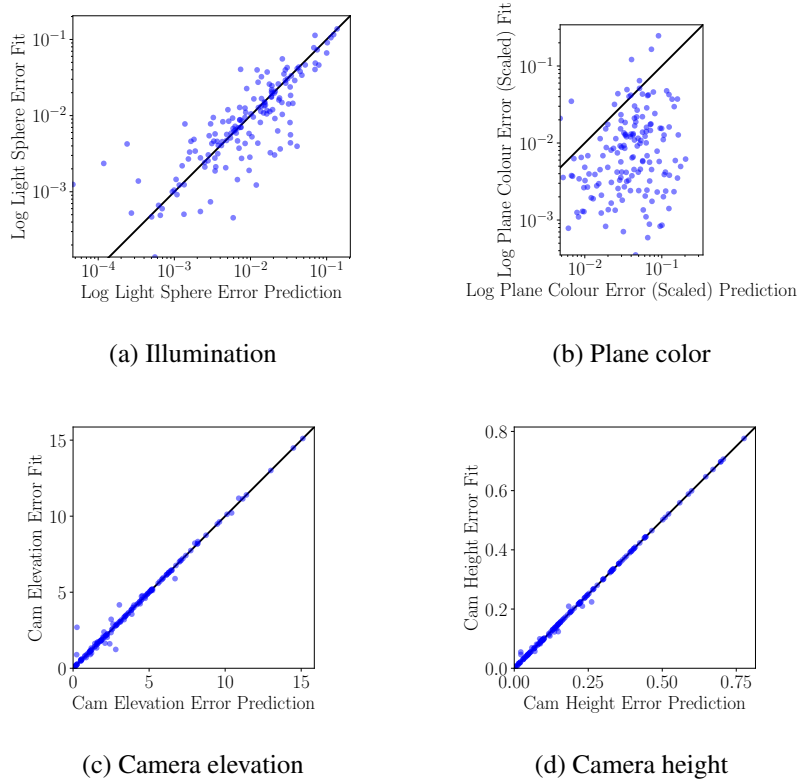 Log Light Sphere Error Fit
10⁻¹
10⁻²
10⁻³
10⁻⁴ 10⁻³ 10⁻² 10⁻¹
Log Light Sphere Error Prediction
(a) Illumination
Log Plane Colour Error (Scaled) Fit
10⁻¹
10⁻²
10⁻³
10⁻² 10⁻¹
Log Plane Colour Error (Scaled) Prediction
(b) Plane color
Cam Elevation Error Fit
15
10
5
0
0 5 10 15
Cam Elevation Error Prediction
(c) Camera elevation
Cam Height Error Fit
0.8
0.6
0.4
0.2
0.0
0.00 0.25 0.50 0.75
Cam Height Error Prediction
(d) Camera height